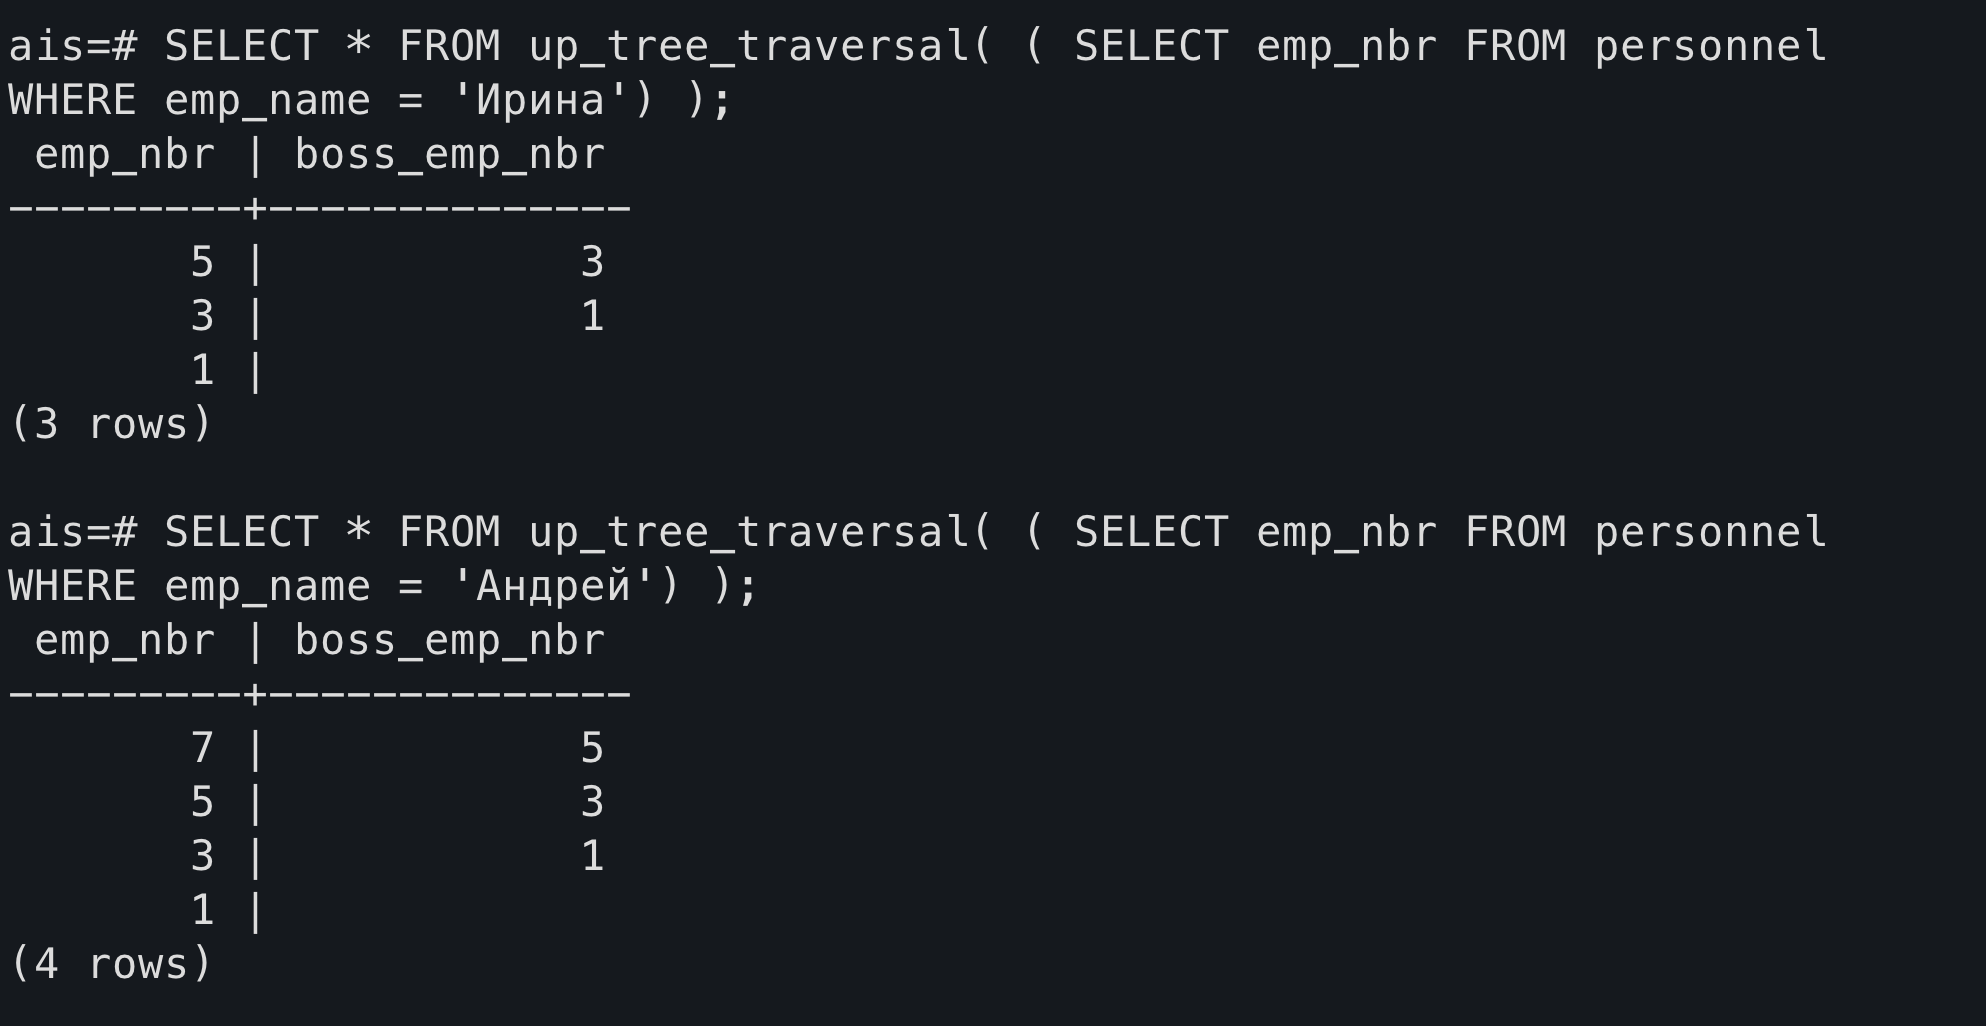 ais=# SELECT * FROM up_tree_traversal( ( SELECT emp_nbr FROM personnel
WHERE emp_name = 'Ирина') );
 emp_nbr | boss_emp_nbr
---------+--------------
       5 |            3
       3 |            1
       1 |
(3 rows)

ais=# SELECT * FROM up_tree_traversal( ( SELECT emp_nbr FROM personnel
WHERE emp_name = 'Андрей') );
 emp_nbr | boss_emp_nbr
---------+--------------
       7 |            5
       5 |            3
       3 |            1
       1 |
(4 rows)